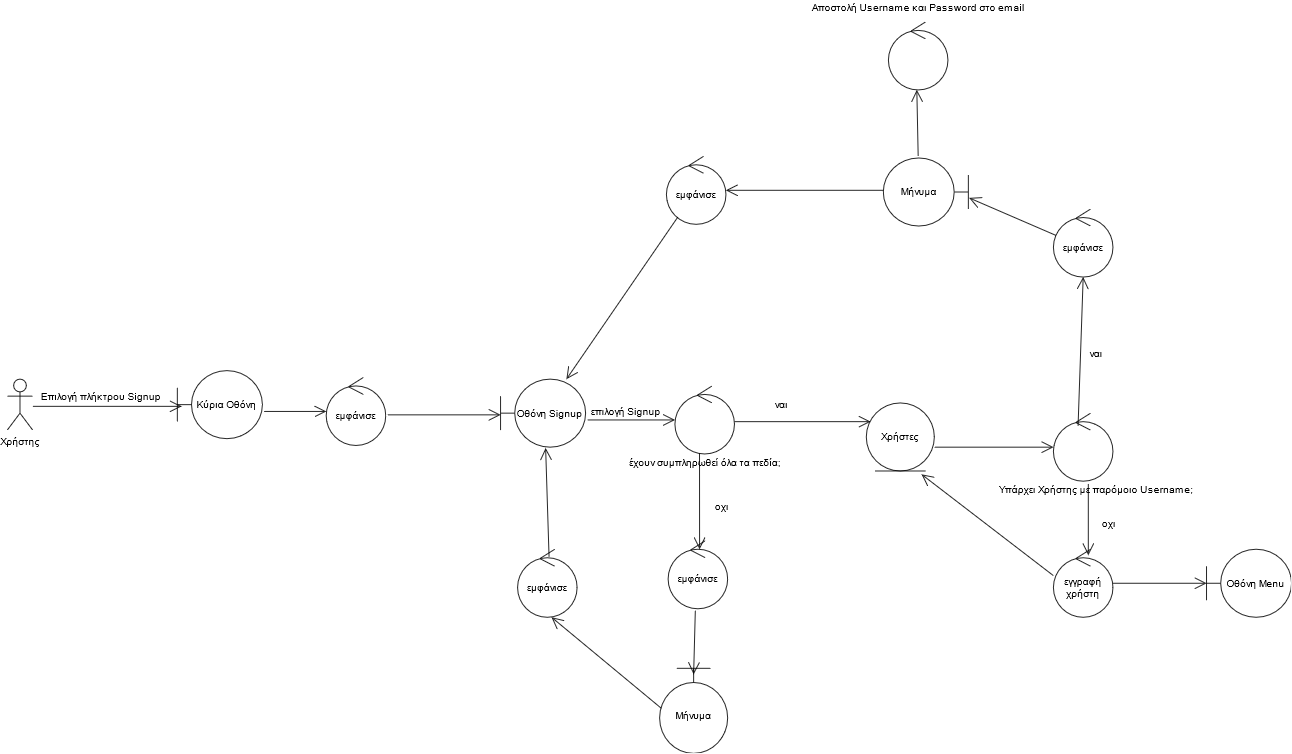 Αποστολή Username και Password στο email
Μήνυμα
εμφάνισε
εμφάνισε
ναι
Επιλογή πλήκτρου Signup
Κύρια Οθόνη
εμφάνισε
Οθόνη Signup
επιλογή Signup
ναι
Χρήστες
Χρήστης
έχουν συμπληρωθεί όλα τα πεδία;
Υπάρχει Χρήστης με παρόμοιο Username;
οχι
οχι
εμφάνισε
εμφάνισε
εγγραφή
χρήστη
Οθόνη Menu
Μήνυμα